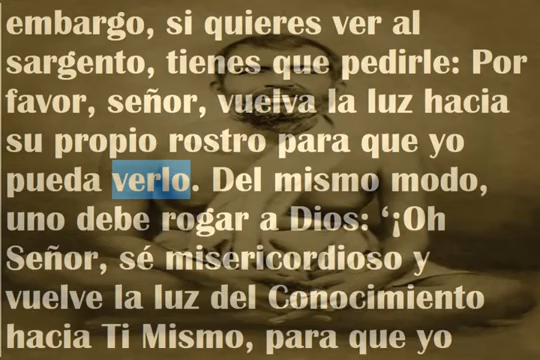 embargo, si quieres ver al
sargento, tienes que pedirle: Por
favor, señor, vuelva la luz hacia
su propio rostro para que yo
pueda verlo. Del mismo modo,
uno debe rogar a Dios: ‘¡Oh
Señor, sé misericordioso y
vuelve la luz del Conocimiento
hacia Ti Mismo, para que yo